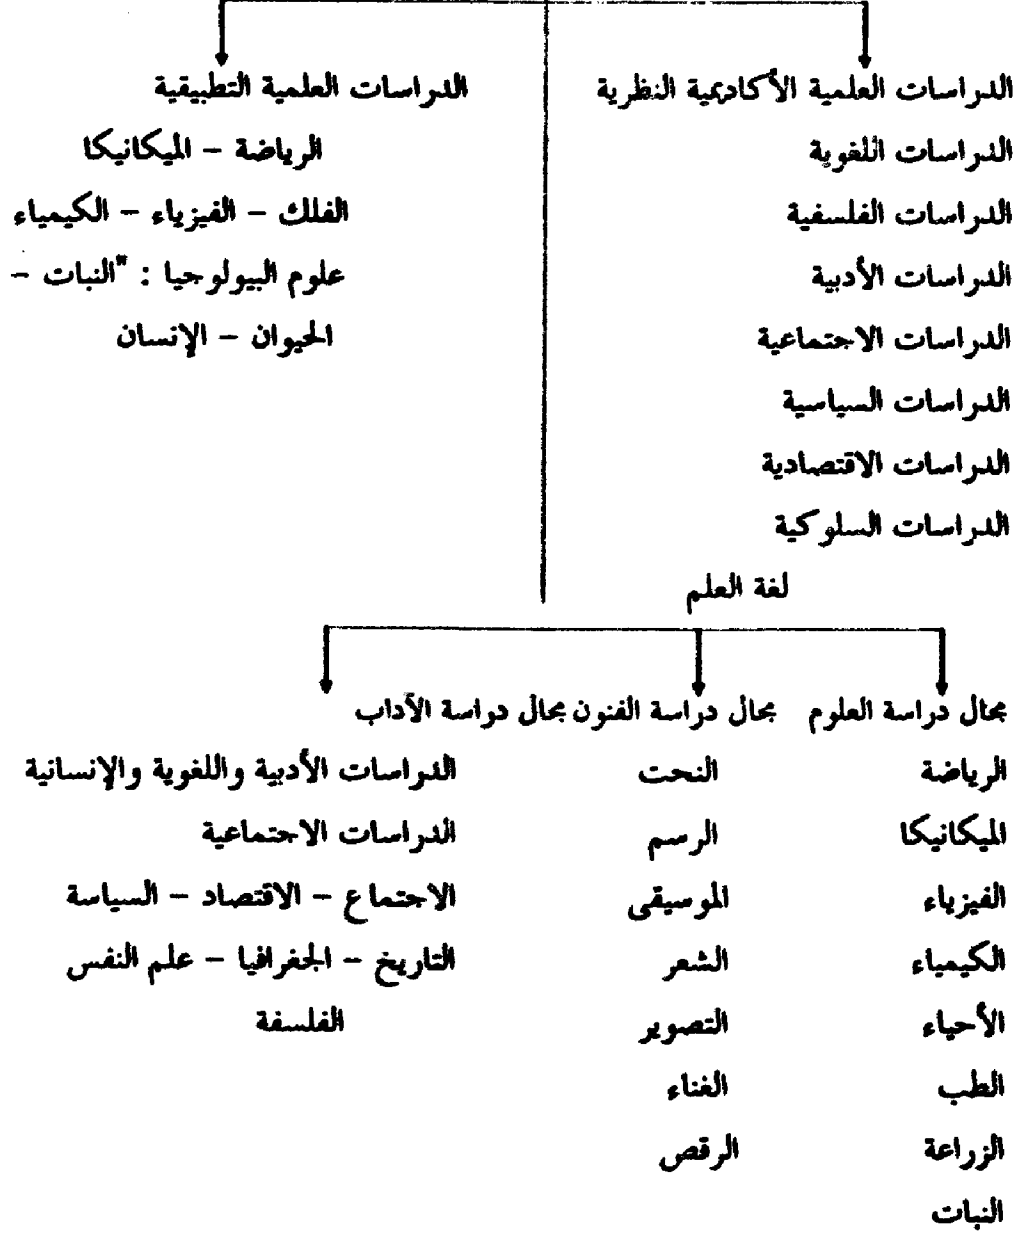 الدراسات العلمية الأكاديمية النظرية
الدراسات اللغوية
الدراسات الفلسفية
الدراسات الأدبية
الدراسات الاجتماعية
الدراسات السياسية
الدراسات الاقتصادية
الدراسات السلوكية
الدراسات العلمية التطبيقية
الرياضة – الميكانيكا
الفلك – الفيزياء – الكيمياء
علوم البيولوجيا : "النبات –
الحيوان – الإنسان
لغة العلم
مجال دراسة العلوم
الرياضة
الميكانيكا
الفيزياء
الكيمياء
الأحياء
الطب
الزراعة
النبات
مجال دراسة الفنون
النحت
الرسم
الموسيقى
الشعر
التصوير
الغناء
الرقص
مجال دراسة الآداب
الدراسات الأدبية واللغوية والإنسانية
الدراسات الاجتماعية
الاجتماع – الاقتصاد – السياسة
التاريخ – الجغرافيا – علم النفس
الفلسفة